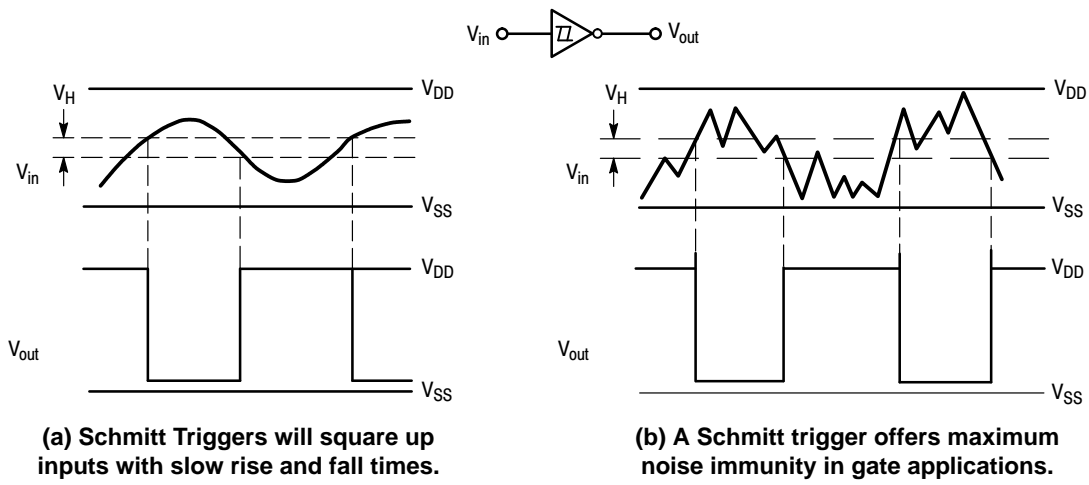 Vin
Vout
VH
VDD
Vin
VSS
VDD
Vout
VSS
(a) Schmitt Triggers will square up
inputs with slow rise and fall times.
VH
VDD
Vin
VSS
VDD
Vout
VSS
(b) A Schmitt trigger offers maximum
noise immunity in gate applications.